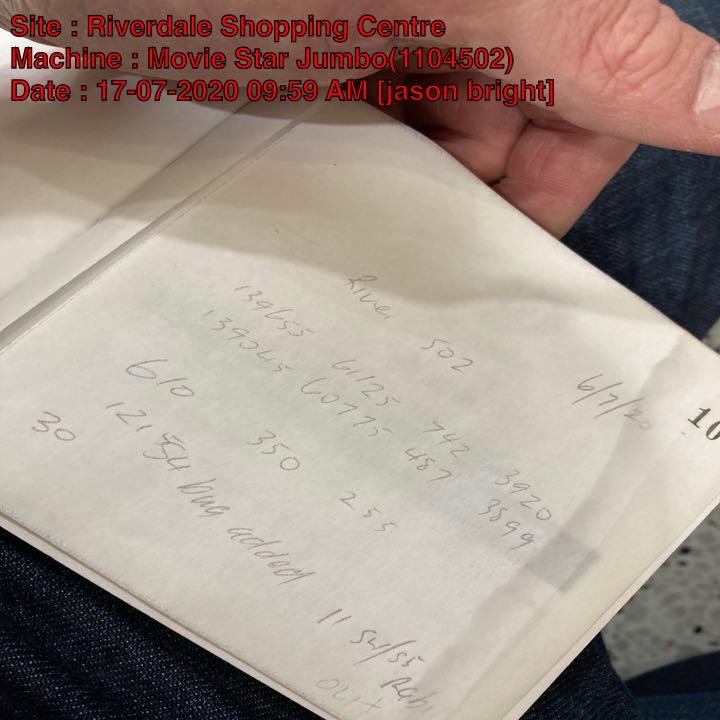 Site : Riverdale Shopping Centre
Machine : Movie Star Jumbo(1104502)
Date : 17-07-2020 09:59 AM [jason bright]
River 502 6/7/20
10
139655 61125 742 3920
139045 60775 487 3899
610 350 255
30 121 54 bug added
11 54/55
out